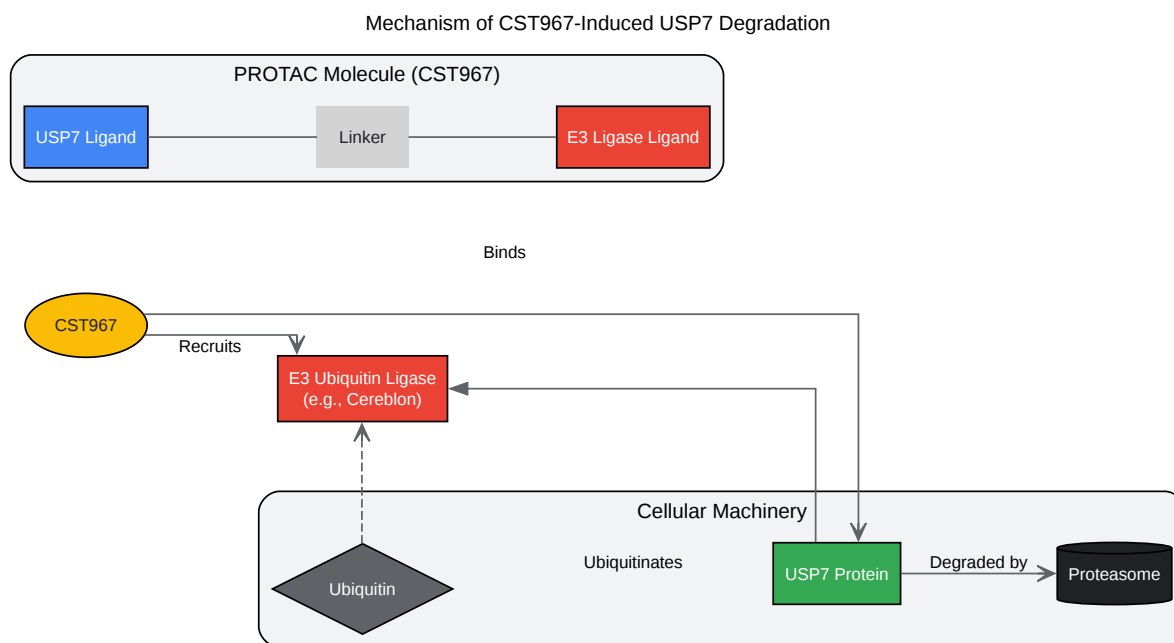 Mechanism of CST967-Induced USP7 Degradation
PROTAC Molecule (CST967)
USP7 Ligand
Linker
E3 Ligase Ligand
Binds
CST967
Recruits
E3 Ubiquitin Ligase
(e.g., Cereblon)
Cellular Machinery
Ubiquitinates
USP7 Protein
Degraded by
Proteasome
Ubiquitin